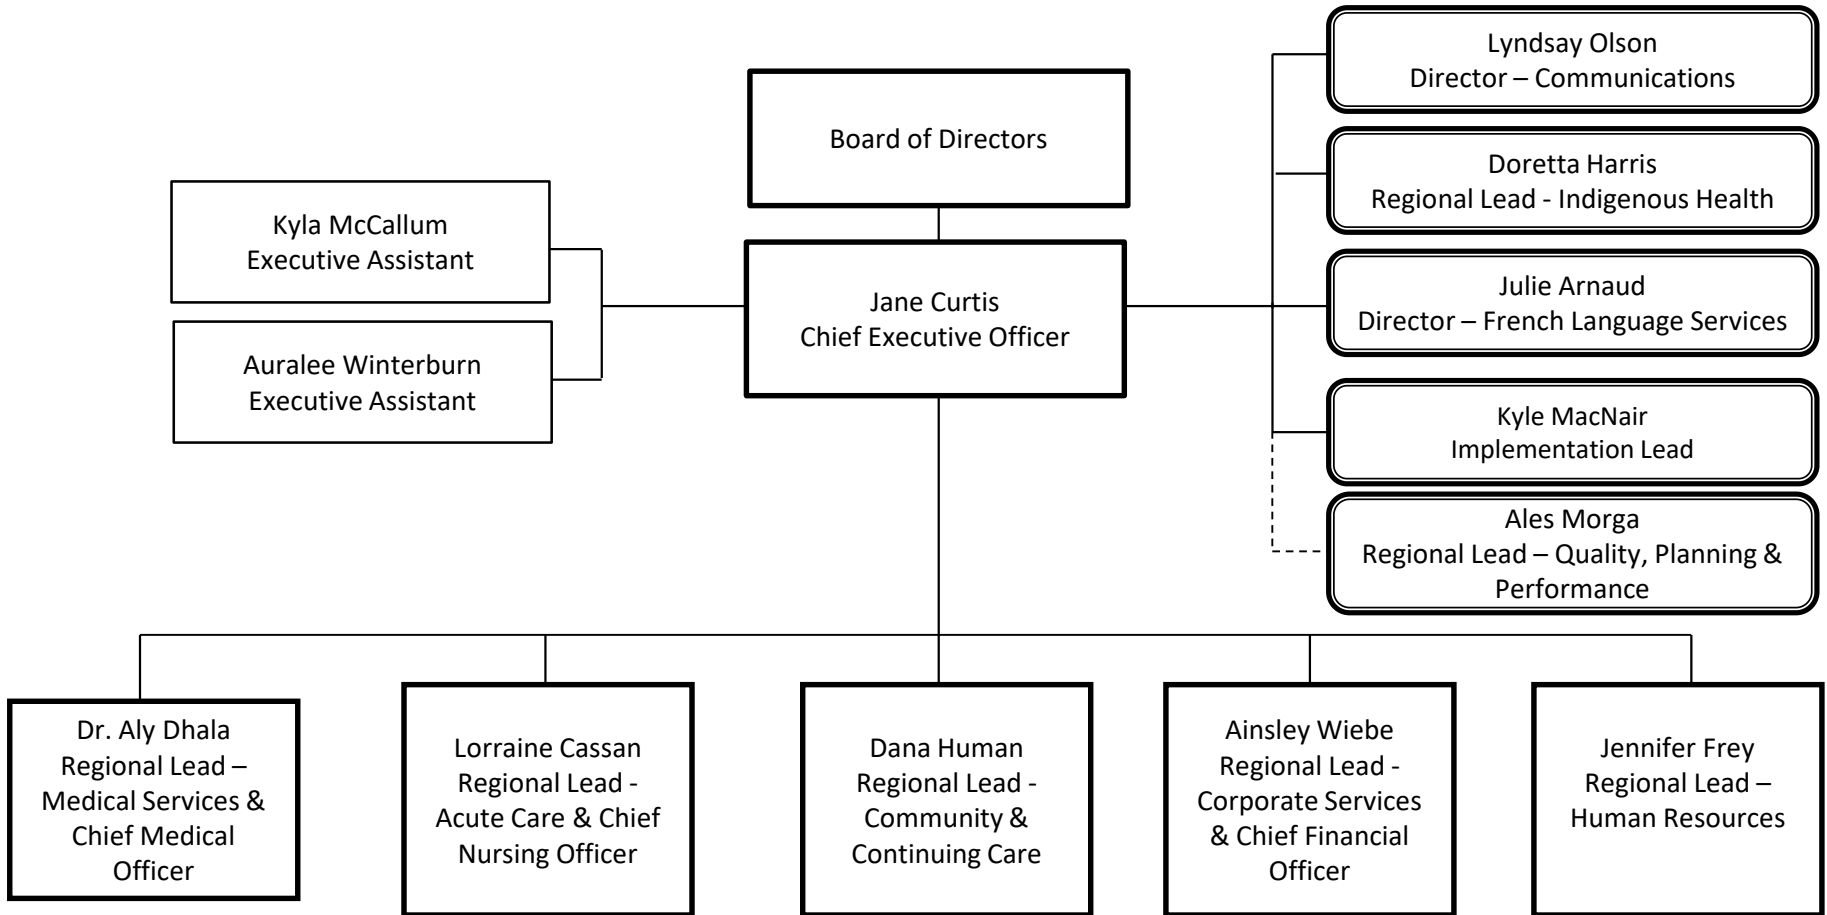 Lyndsay Olson
Director – Communications
Board of Directors
Doretta Harris
Regional Lead - Indigenous Health
Kyla McCallum
Executive Assistant
Jane Curtis
Chief Executive Officer
Julie Arnaud
Director – French Language Services
Auralee Winterburn
Executive Assistant
Kyle MacNair
Implementation Lead
Ales Morga
Regional Lead – Quality, Planning &
Performance
Dr. Aly Dhala
Regional Lead –
Medical Services &
Chief Medical
Officer
Lorraine Cassan
Regional Lead -
Acute Care & Chief
Nursing Officer
Dana Human
Regional Lead -
Community &
Continuing Care
Ainsley Wiebe
Regional Lead -
Corporate Services
& Chief Financial
Officer
Jennifer Frey
Regional Lead –
Human Resources